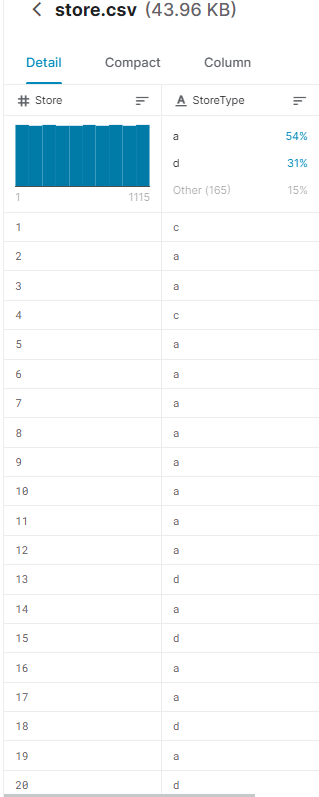 store.csv (43.96 KB)
Detail Compact Column
# Store A StoreType
a 54%
d 31%
Other (165) 15%
1 1115
1 c
2 a
3 a
4 c
5 a
6 a
7 a
8 a
9 a
10 a
11 a
12 a
13 d
14 a
15 d
16 a
17 a
18 d
19 a
20 d